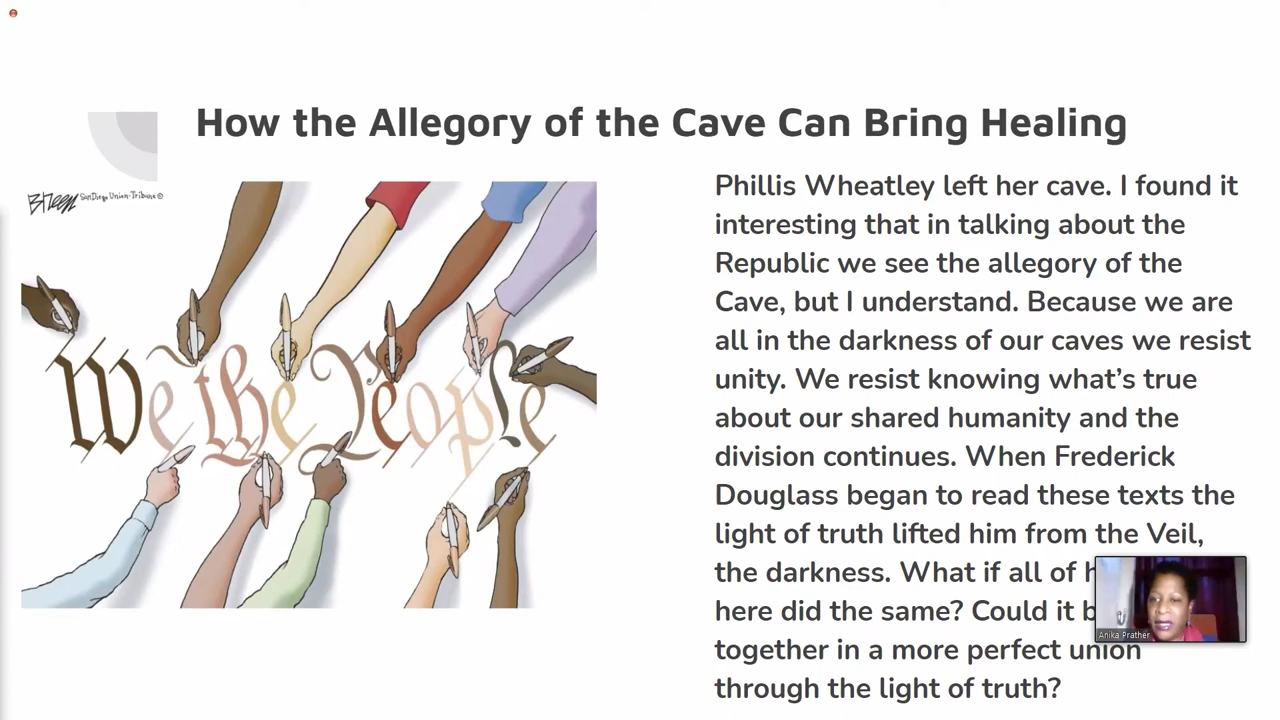 How the Allegory of the Cave Can Bring Healing
SanDiego Union-Tribune ©
We the People
Phillis Wheatley left her cave. I found it
interesting that in talking about the
Republic we see the allegory of the
Cave, but I understand. Because we are
all in the darkness of our caves we resist
unity. We resist knowing what’s true
about our shared humanity and the
division continues. When Frederick
Douglass began to read these texts the
light of truth lifted him from the Veil,
the darkness. What if all of
here did the same? Could it
together in a more perfect union
through the light of truth?
Anika Prather